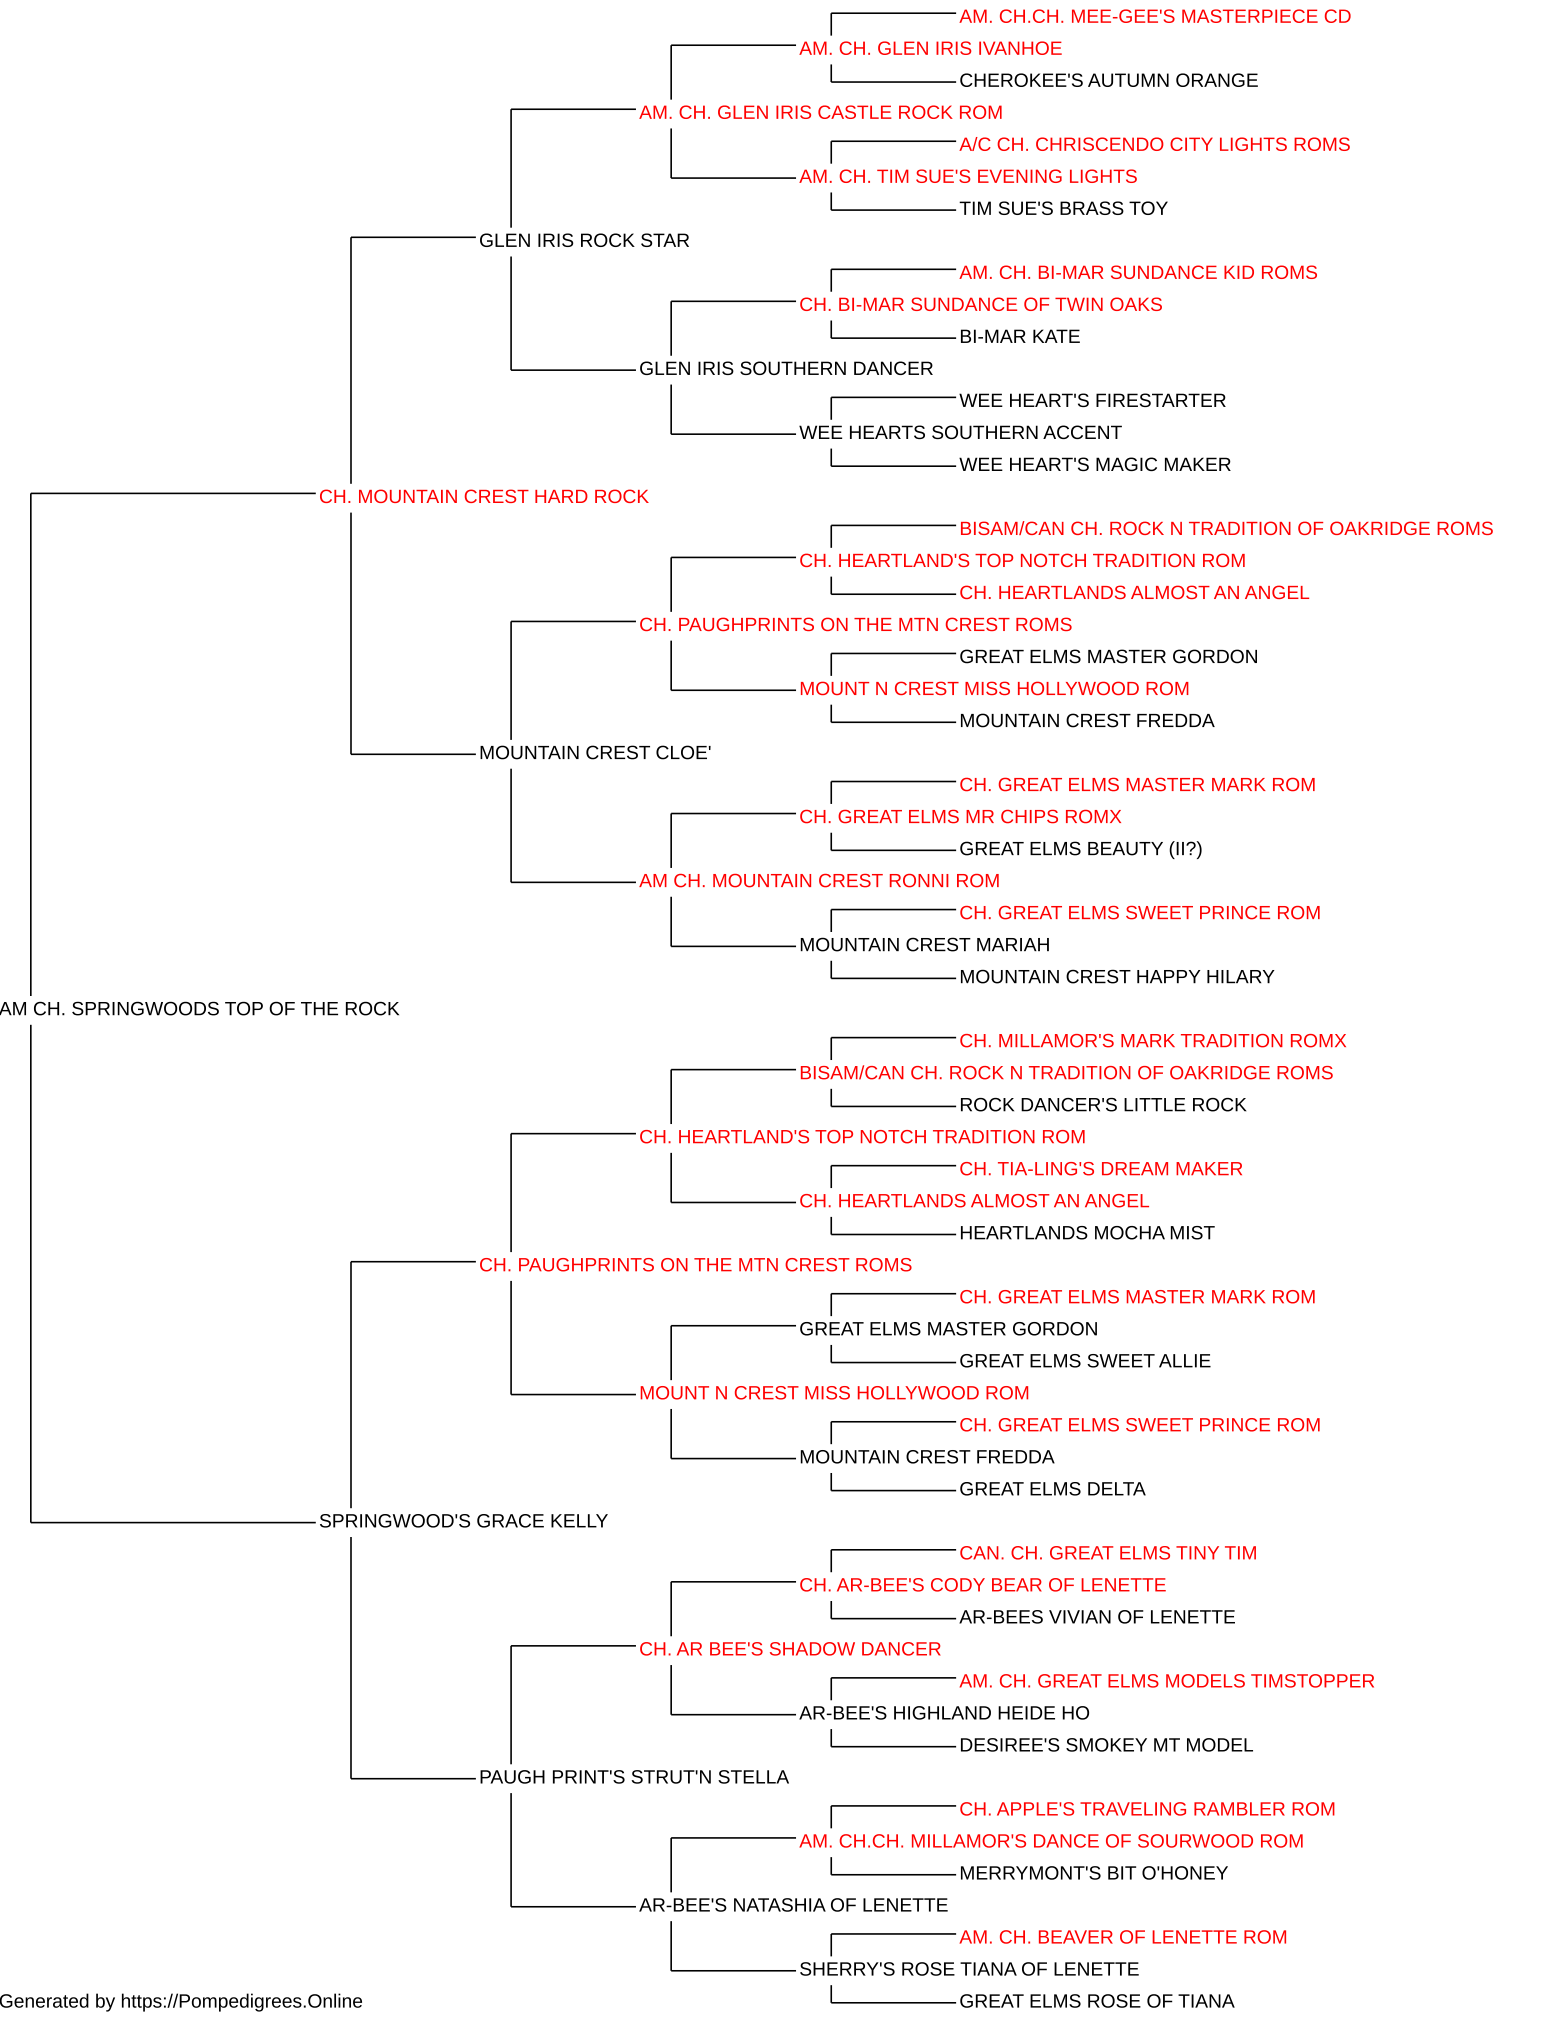 AM. CH.CH. MEE-GEE'S MASTERPIECE CD
AM. CH. GLEN IRIS IVANHOE
CHEROKEE'S AUTUMN ORANGE
AM. CH. GLEN IRIS CASTLE ROCK ROM
A/C CH. CHRISCENDO CITY LIGHTS ROMS
AM. CH. TIM SUE'S EVENING LIGHTS
TIM SUE'S BRASS TOY
GLEN IRIS ROCK STAR
AM. CH. BI-MAR SUNDANCE KID ROMS
CH. BI-MAR SUNDANCE OF TWIN OAKS
BI-MAR KATE
GLEN IRIS SOUTHERN DANCER
WEE HEART'S FIRESTARTER
WEE HEARTS SOUTHERN ACCENT
WEE HEART'S MAGIC MAKER
CH. MOUNTAIN CREST HARD ROCK
BISAM/CAN CH. ROCK N TRADITION OF OAKRIDGE ROMS
CH. HEARTLAND'S TOP NOTCH TRADITION ROM
CH. HEARTLANDS ALMOST AN ANGEL
CH. PAUGHPRINTS ON THE MTN CREST ROMS
GREAT ELMS MASTER GORDON
MOUNT N CREST MISS HOLLYWOOD ROM
MOUNTAIN CREST FREDDA
MOUNTAIN CREST CLOE'
CH. GREAT ELMS MASTER MARK ROM
CH. GREAT ELMS MR CHIPS ROMX
GREAT ELMS BEAUTY (II?)
AM CH. MOUNTAIN CREST RONNI ROM
CH. GREAT ELMS SWEET PRINCE ROM
MOUNTAIN CREST MARIAH
MOUNTAIN CREST HAPPY HILARY
AM CH. SPRINGWOODS TOP OF THE ROCK
CH. MILLAMOR'S MARK TRADITION ROMX
BISAM/CAN CH. ROCK N TRADITION OF OAKRIDGE ROMS
ROCK DANCER'S LITTLE ROCK
CH. HEARTLAND'S TOP NOTCH TRADITION ROM
CH. TIA-LING'S DREAM MAKER
CH. HEARTLANDS ALMOST AN ANGEL
HEARTLANDS MOCHA MIST
CH. PAUGHPRINTS ON THE MTN CREST ROMS
CH. GREAT ELMS MASTER MARK ROM
GREAT ELMS MASTER GORDON
GREAT ELMS SWEET ALLIE
MOUNT N CREST MISS HOLLYWOOD ROM
CH. GREAT ELMS SWEET PRINCE ROM
MOUNTAIN CREST FREDDA
GREAT ELMS DELTA
SPRINGWOOD'S GRACE KELLY
CAN. CH. GREAT ELMS TINY TIM
CH. AR-BEE'S CODY BEAR OF LENETTE
AR-BEES VIVIAN OF LENETTE
CH. AR BEE'S SHADOW DANCER
AM. CH. GREAT ELMS MODELS TIMSTOPPER
AR-BEE'S HIGHLAND HEIDE HO
DESIREE'S SMOKEY MT MODEL
PAUGH PRINT'S STRUT'N STELLA
CH. APPLE'S TRAVELING RAMBLER ROM
AM. CH.CH. MILLAMOR'S DANCE OF SOURWOOD ROM
MERRYMONT'S BIT O'HONEY
AR-BEE'S NATASHIA OF LENETTE
AM. CH. BEAVER OF LENETTE ROM
SHERRY'S ROSE TIANA OF LENETTE
GREAT ELMS ROSE OF TIANA
Generated by https://Pompedigrees.Online